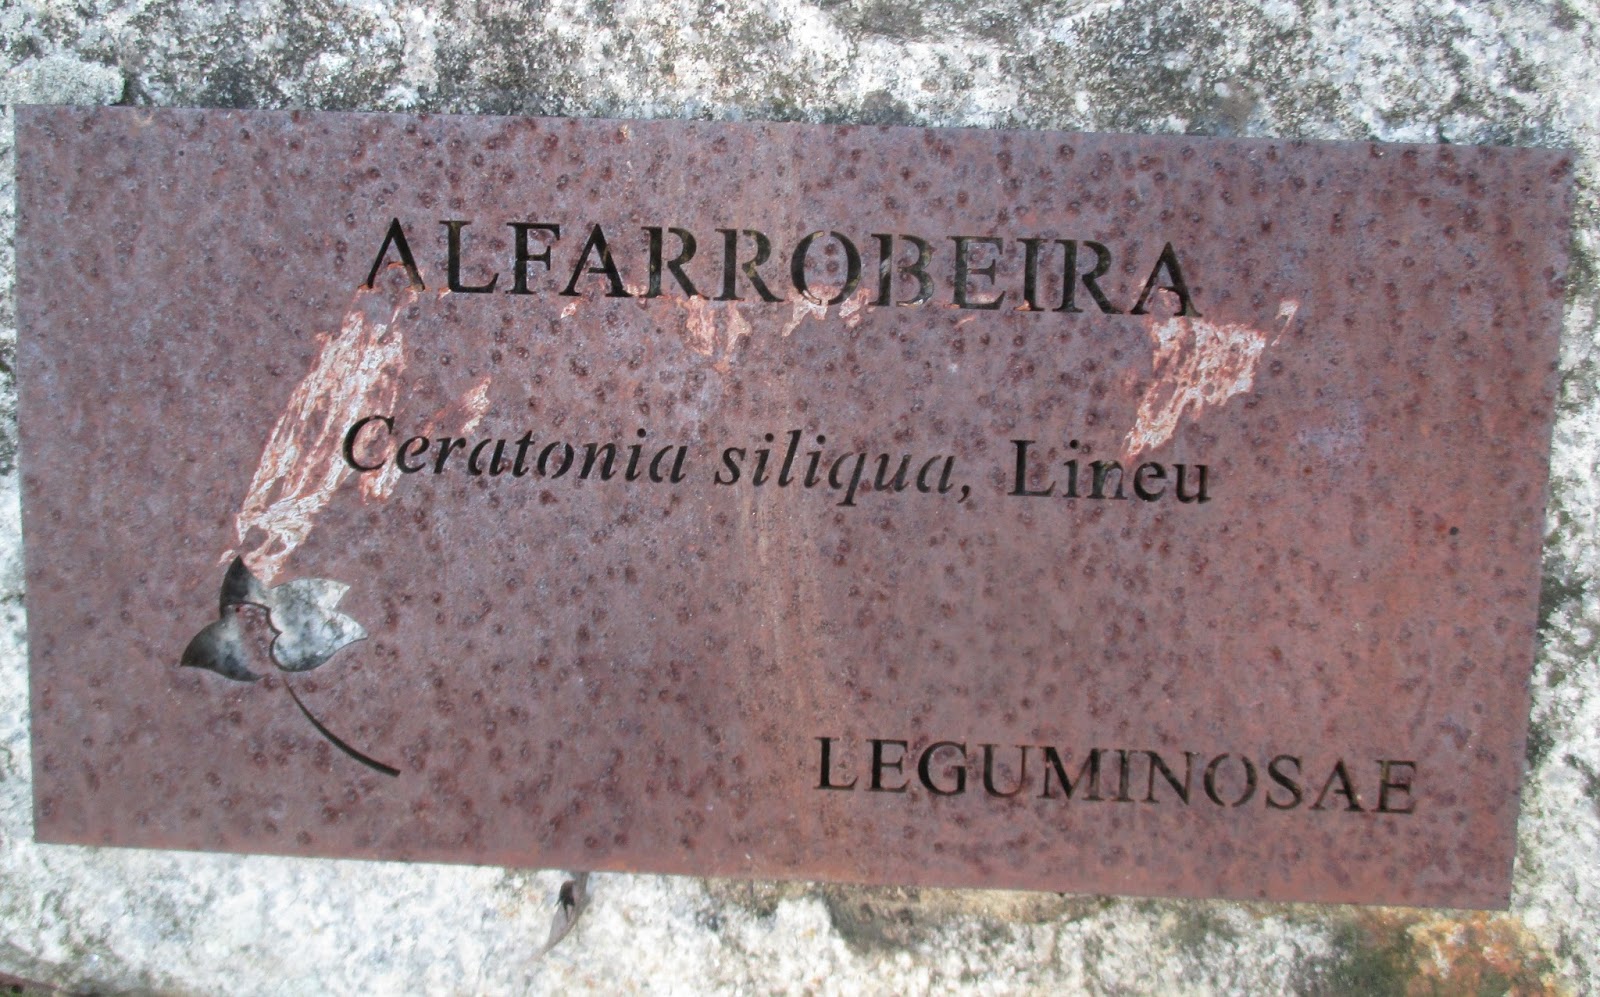 ALFARROBEIRA
Ceratonia siliqua, Lineu
LEGUMINOSAE